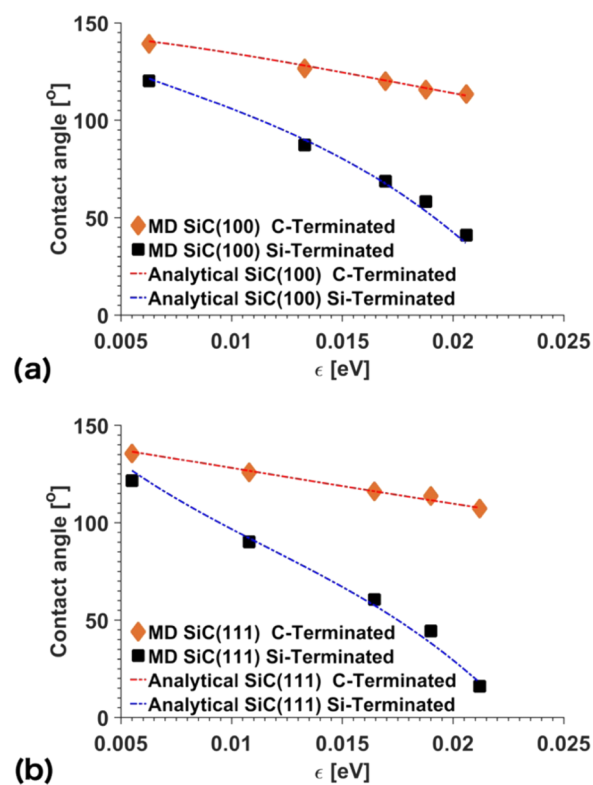 150
100
50
0
Contact angle [°]
MD SiC(100) C-Terminated
MD SiC(100) Si-Terminated
Analytical SiC(100) C-Terminated
Analytical SiC(100) Si-Terminated
0.005 0.01 0.015 0.02 0.025
ϵ [eV]
(a)
150
100
50
0
Contact angle [°]
MD SiC(111) C-Terminated
MD SiC(111) Si-Terminated
Analytical SiC(111) C-Terminated
Analytical SiC(111) Si-Terminated
0.005 0.01 0.015 0.02 0.025
ϵ [eV]
(b)